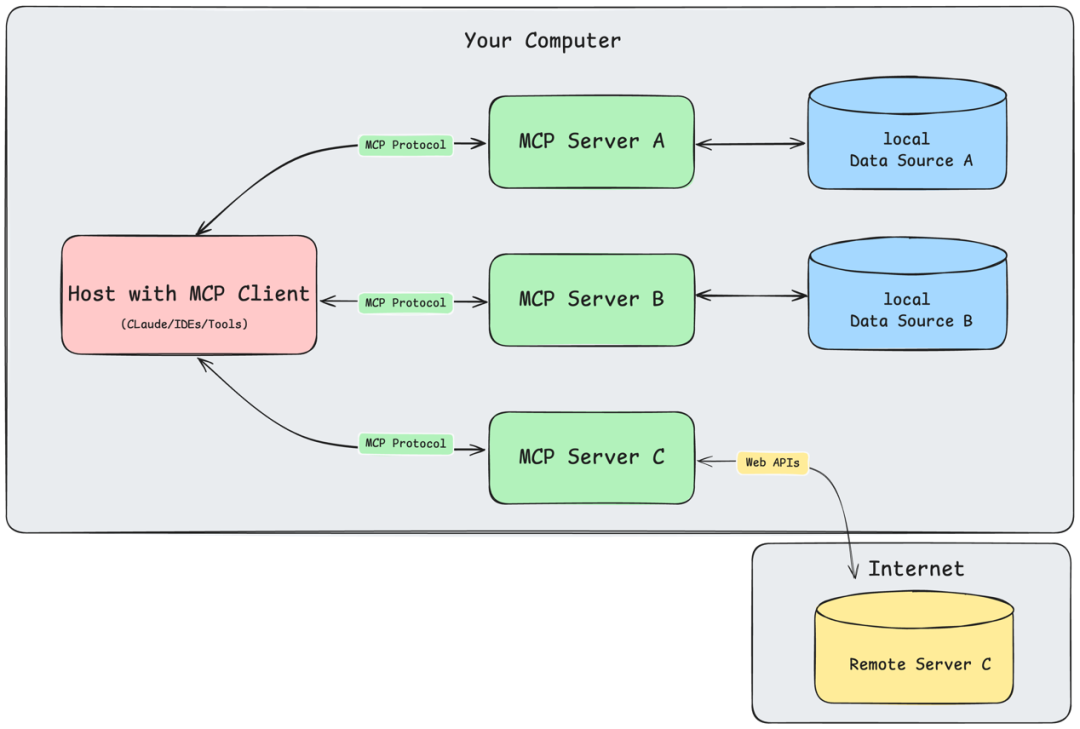 Your Computer
MCP Protocol
MCP Server A
local
Data Source A
Host with MCP Client
(CLaude/IDEs/Tools)
MCP Protocol
MCP Server B
local
Data Source B
MCP Protocol
MCP Server C
Web APIs
Internet
Remote Server C